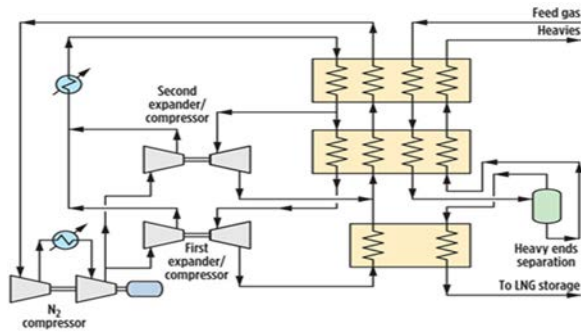 Feed gas
Heavies
Second
expander/
compressor
First
expander/
compressor
Heavy ends
separation
To LNG storage
N₂
compressor